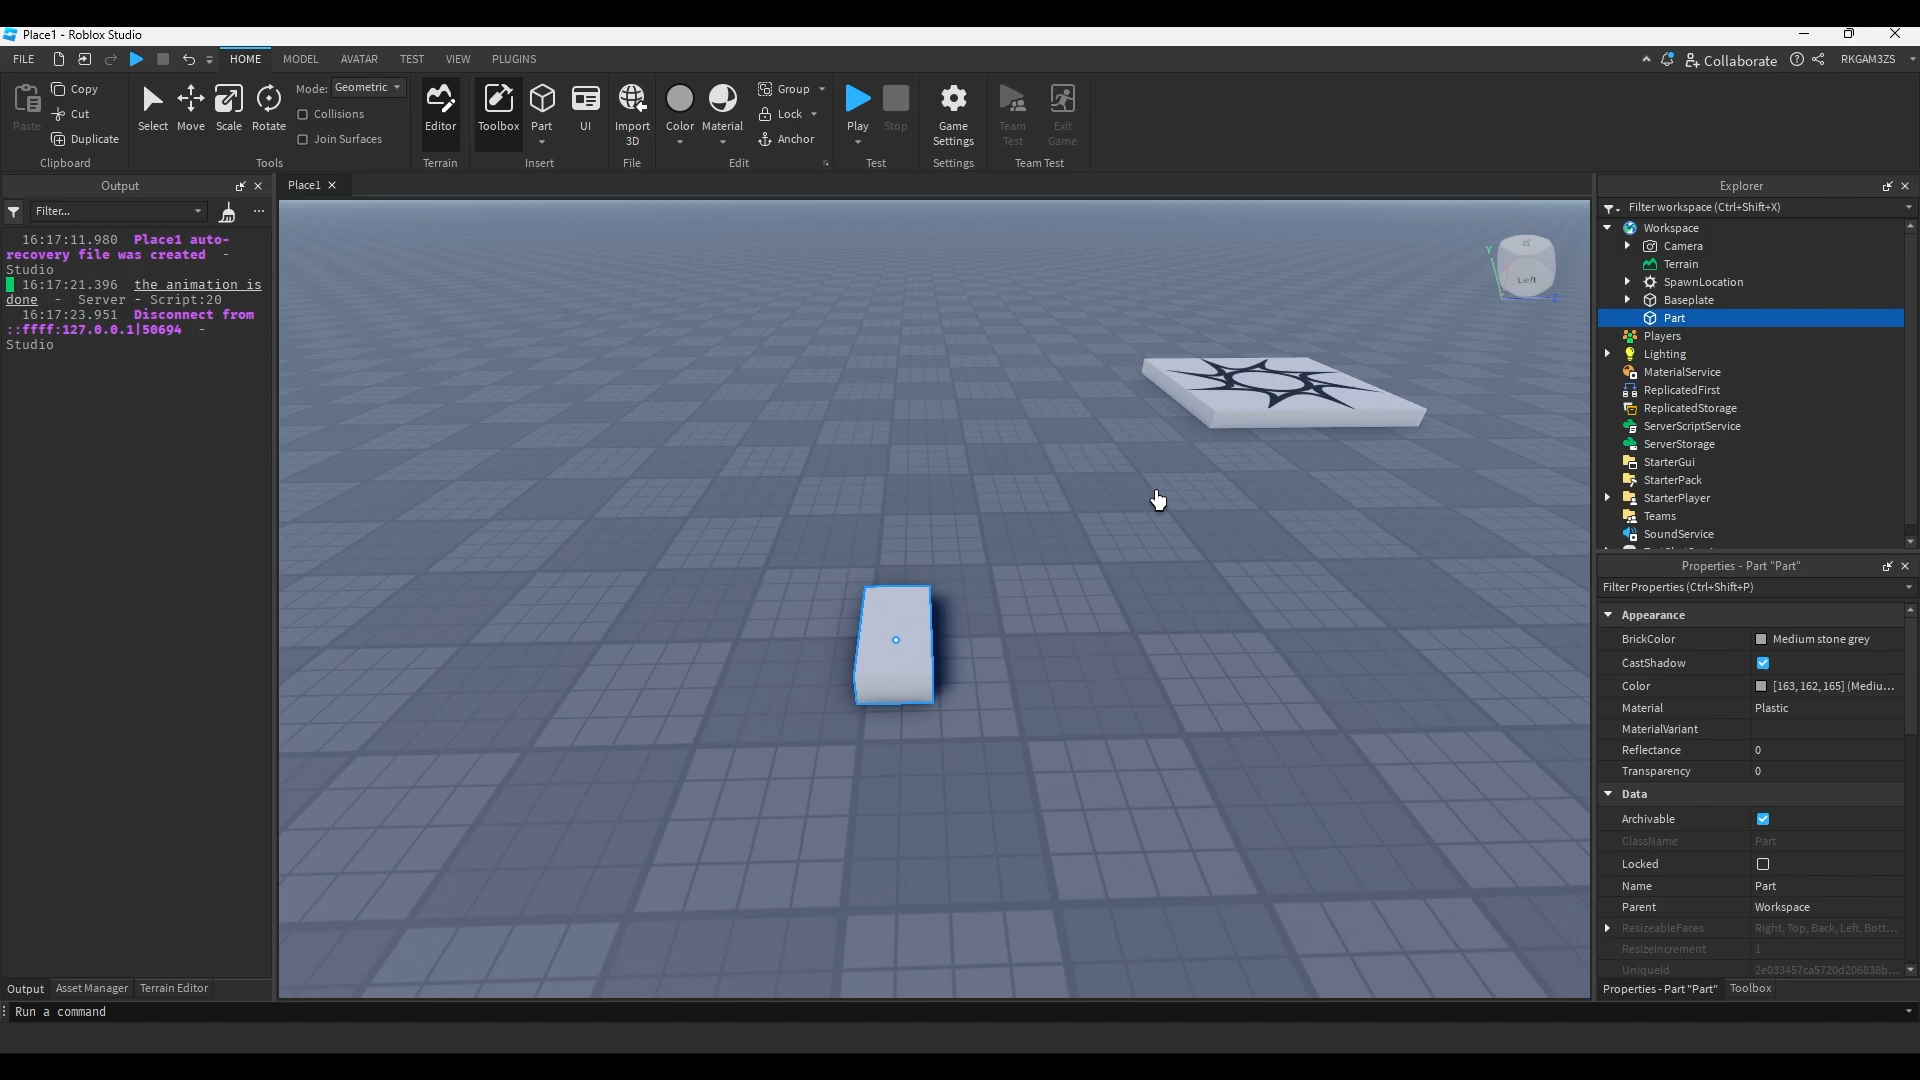 Place1 - Roblox Studio
FILE HOME MODEL AVATAR TEST VIEW PLUGINS Collaborate RKGAM3ZS
Paste Copy Cut Duplicate
Clipboard
Select Move Scale Rotate
Mode: Geometric
Collisions
Join Surfaces
Tools
Editor
Terrain
Toolbox Part UI
Insert
Import 3D
File
Color Material Group Lock Anchor
Edit
Play Stop
Test
Game Settings
Settings
Team Test Exit Game
Team Test
Output
Filter...
16:17:11.980 Place1 auto-
recovery file was created -
Studio
16:17:21.396 the animation is
done - Server - Script:20
16:17:23.951 Disconnect from
::ffff:127.0.0.1|50694 -
Studio
Output Asset Manager Terrain Editor
Place1
Y
Left
Z
Explorer
Filter workspace (Ctrl+Shift+X)
Workspace
Camera
Terrain
SpawnLocation
Baseplate
Part
Players
Lighting
MaterialService
ReplicatedFirst
ReplicatedStorage
ServerScriptService
ServerStorage
StarterGui
StarterPack
StarterPlayer
Teams
SoundService
Properties - Part "Part"
Filter Properties (Ctrl+Shift+P)
Appearance
BrickColor Medium stone grey
CastShadow
Color [163, 162, 165] (Mediu...
Material Plastic
MaterialVariant
Reflectance 0
Transparency 0
Data
Archivable
ClassName Part
Locked
Name Part
Parent Workspace
ResizeableFaces Right, Top, Back, Left, Bott...
ResizeIncrement 1
UniqueId 2e033457ca5720d206838b...
Properties - Part "Part" Toolbox
Run a command